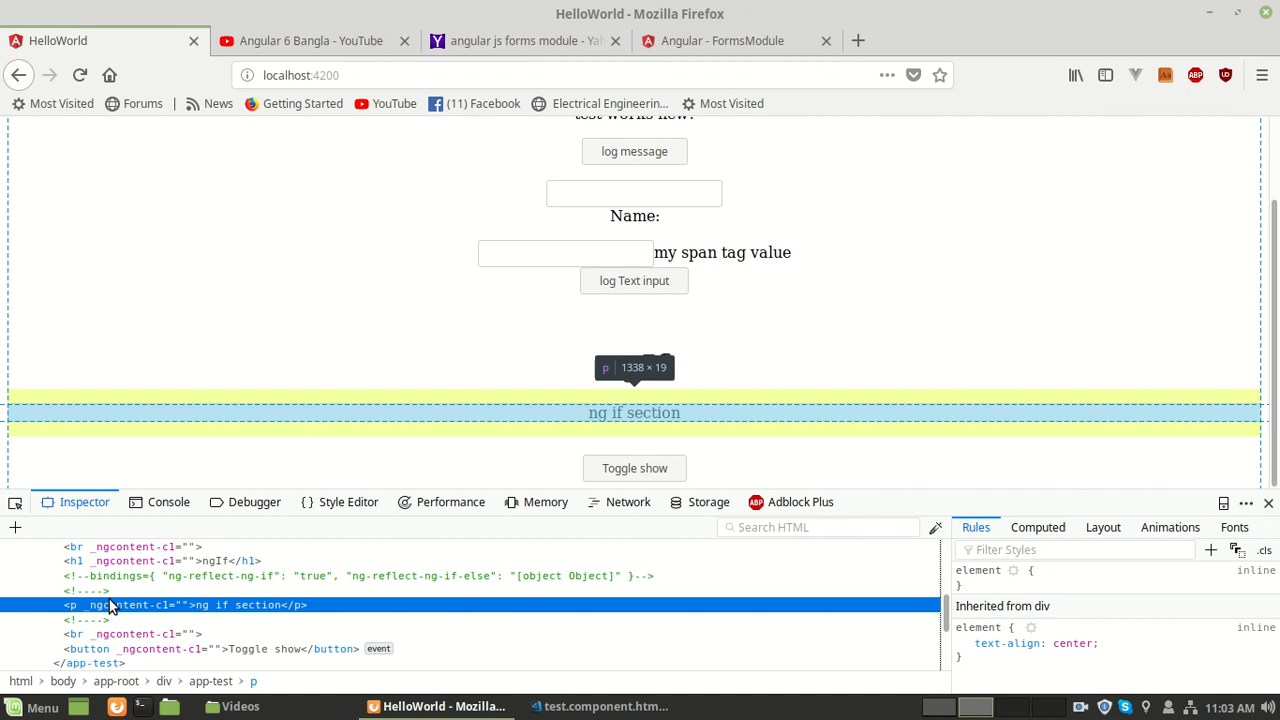 HelloWorld - Mozilla Firefox
HelloWorld
Angular 6 Bangla - YouTube
angular js forms module - Yah
Angular - FormsModule
localhost:4200
Most Visited
Forums
News
Getting Started
YouTube
(11) Facebook
Electrical Engineerin...
Most Visited
test works new!
log message
Name:
my span tag value
log Text input
p 1338 × 19
ng if section
Toggle show
Inspector
Console
Debugger
{ } Style Editor
Performance
Memory
Network
Storage
Adblock Plus
Search HTML
Rules
Computed
Layout
Animations
Fonts
Filter Styles
.cls
<br _ngcontent-c1="">
<h1 _ngcontent-c1="">ngIf</h1>
<!--bindings={ "ng-reflect-ng-if": "true", "ng-reflect-ng-if-else": "[object Object]" }-->
<!---->
<p _ngcontent-c1="">ng if section</p>
<!---->
<br _ngcontent-c1="">
<button _ngcontent-c1="">Toggle show</button> event
</app-test>
element { inline
}
Inherited from div
element { inline
text-align: center;
}
html
body
app-root
div
app-test
p
Menu
Videos
HelloWorld - Mozilla...
test.component.htm...
11:03 AM